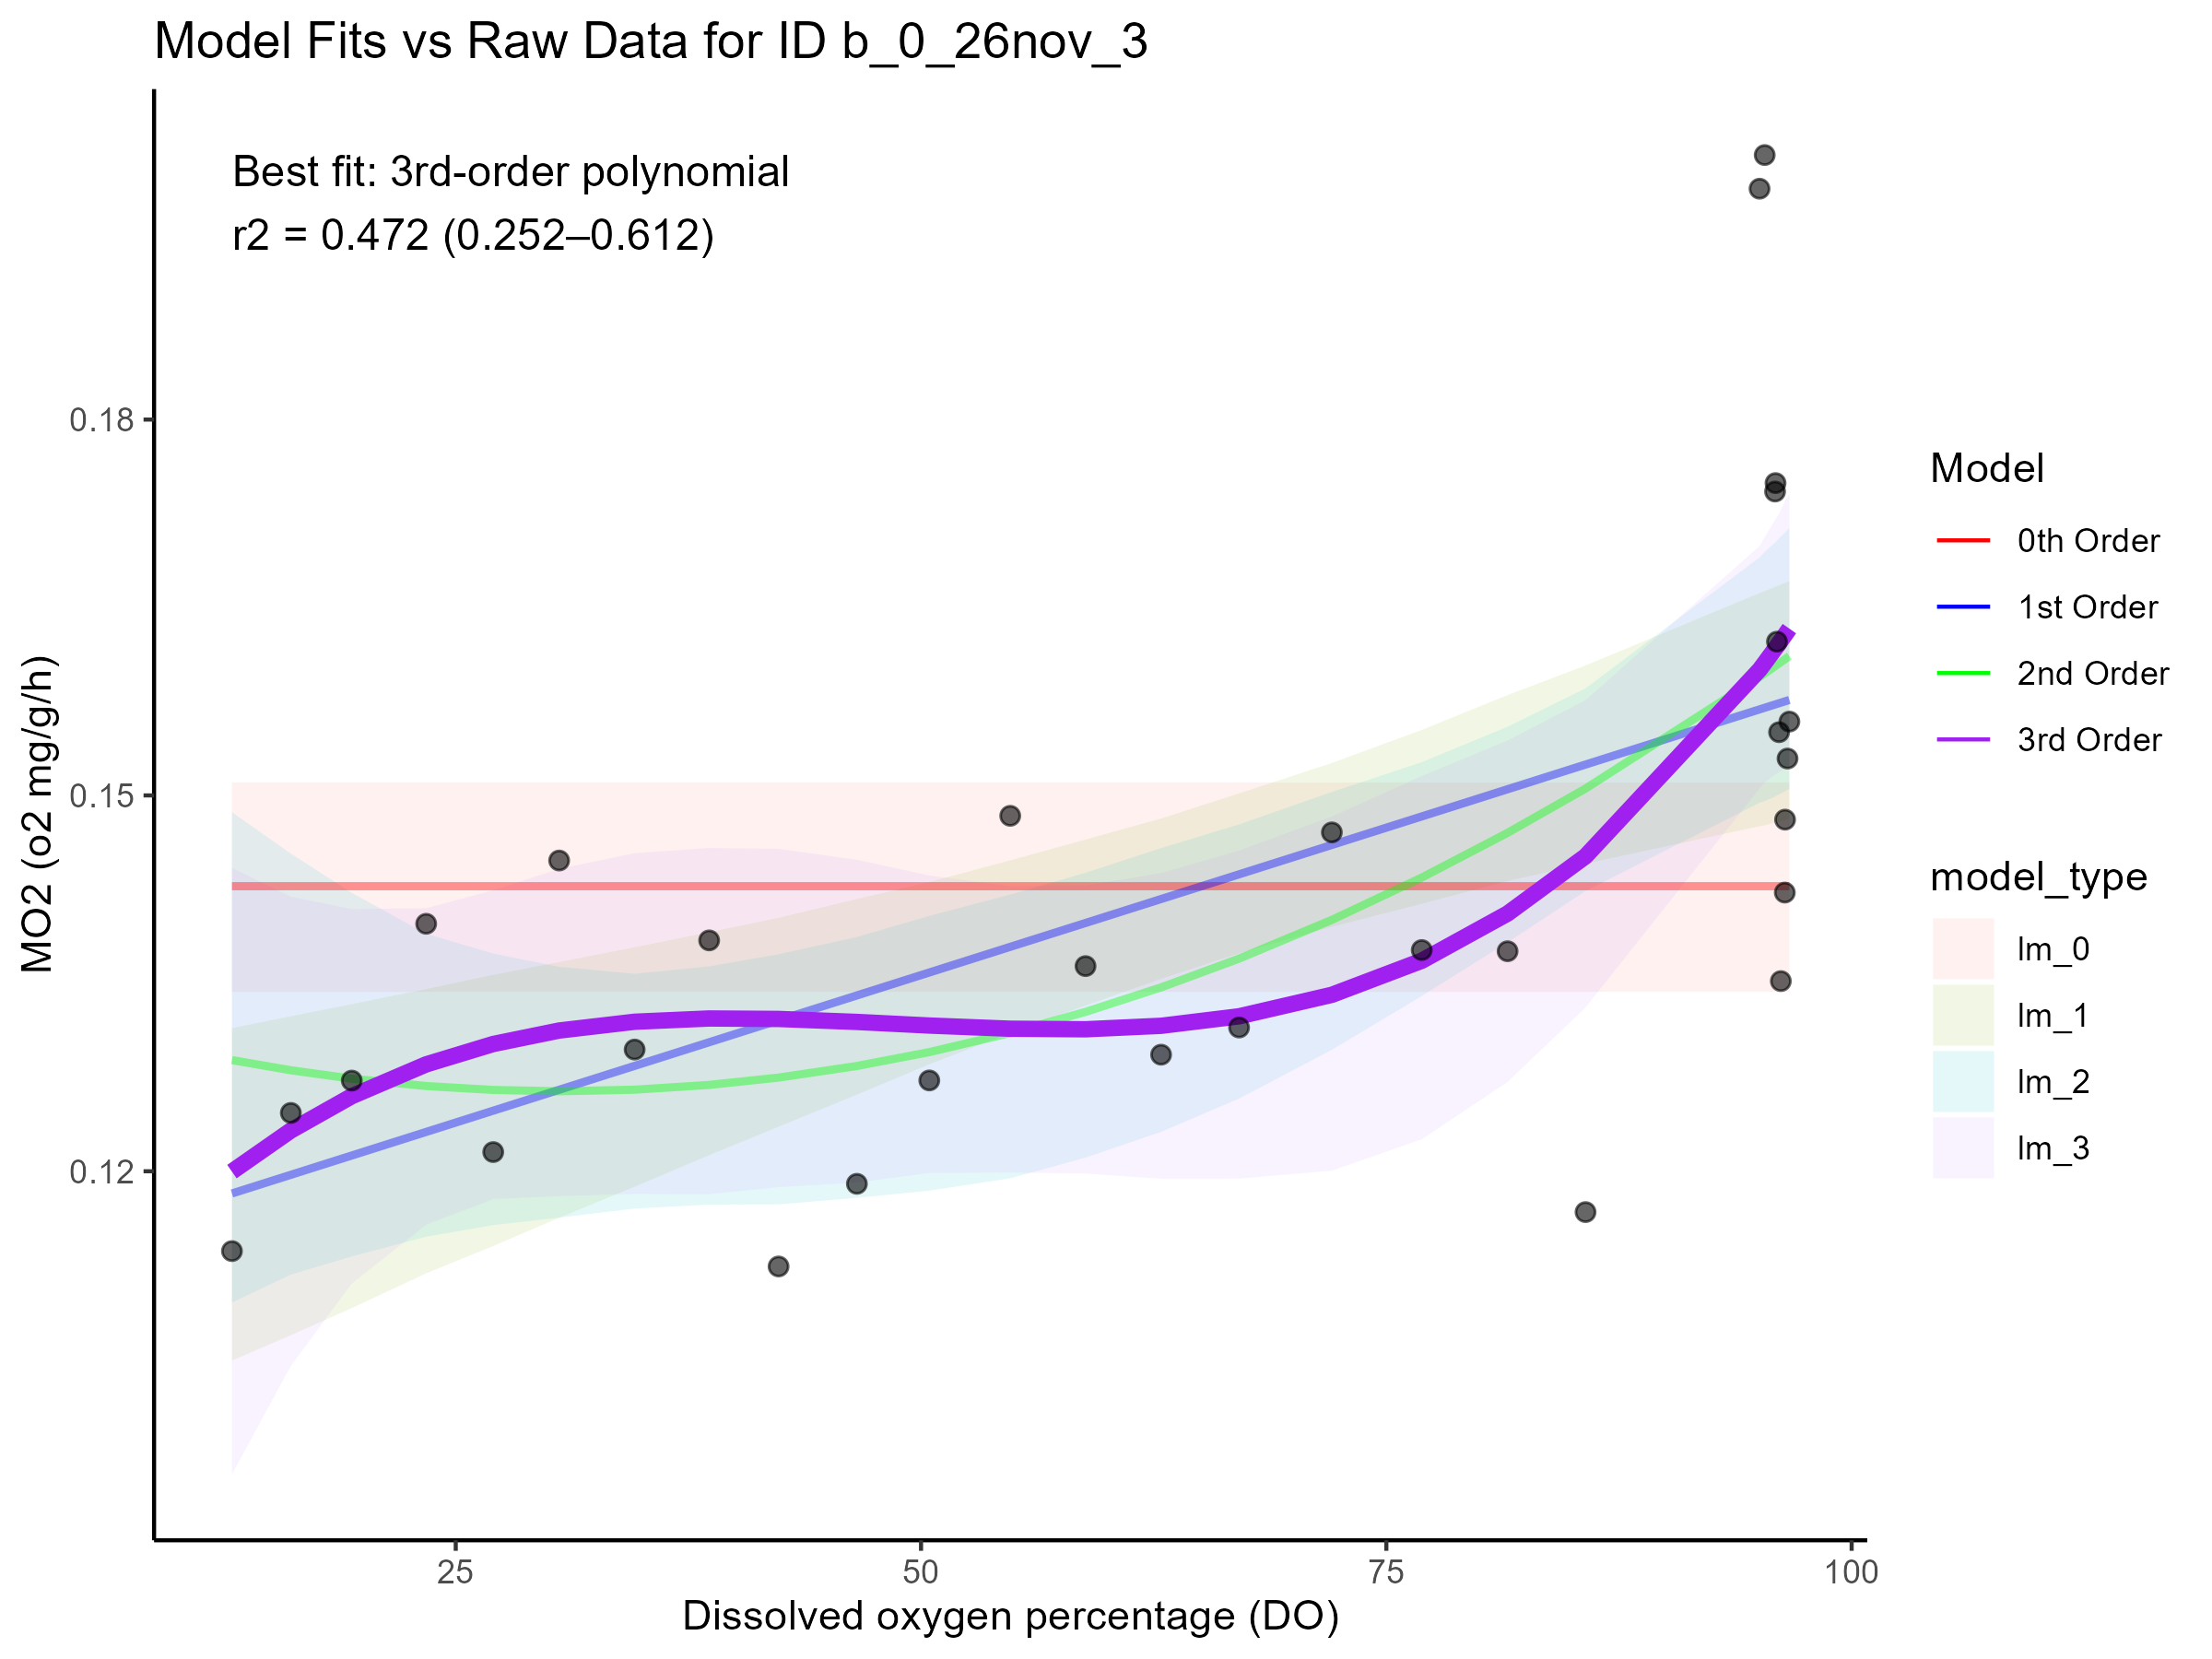 Model Fits vs Raw Data for ID b_0_26nov_3
Best fit: 3rd-order polynomial
r2 = 0.472 (0.252–0.612)
MO2 (o2 mg/g/h)
0.18
0.15
0.12
25
50
75
100
Dissolved oxygen percentage (DO)
Model
0th Order
1st Order
2nd Order
3rd Order
model_type
lm_0
lm_1
lm_2
lm_3